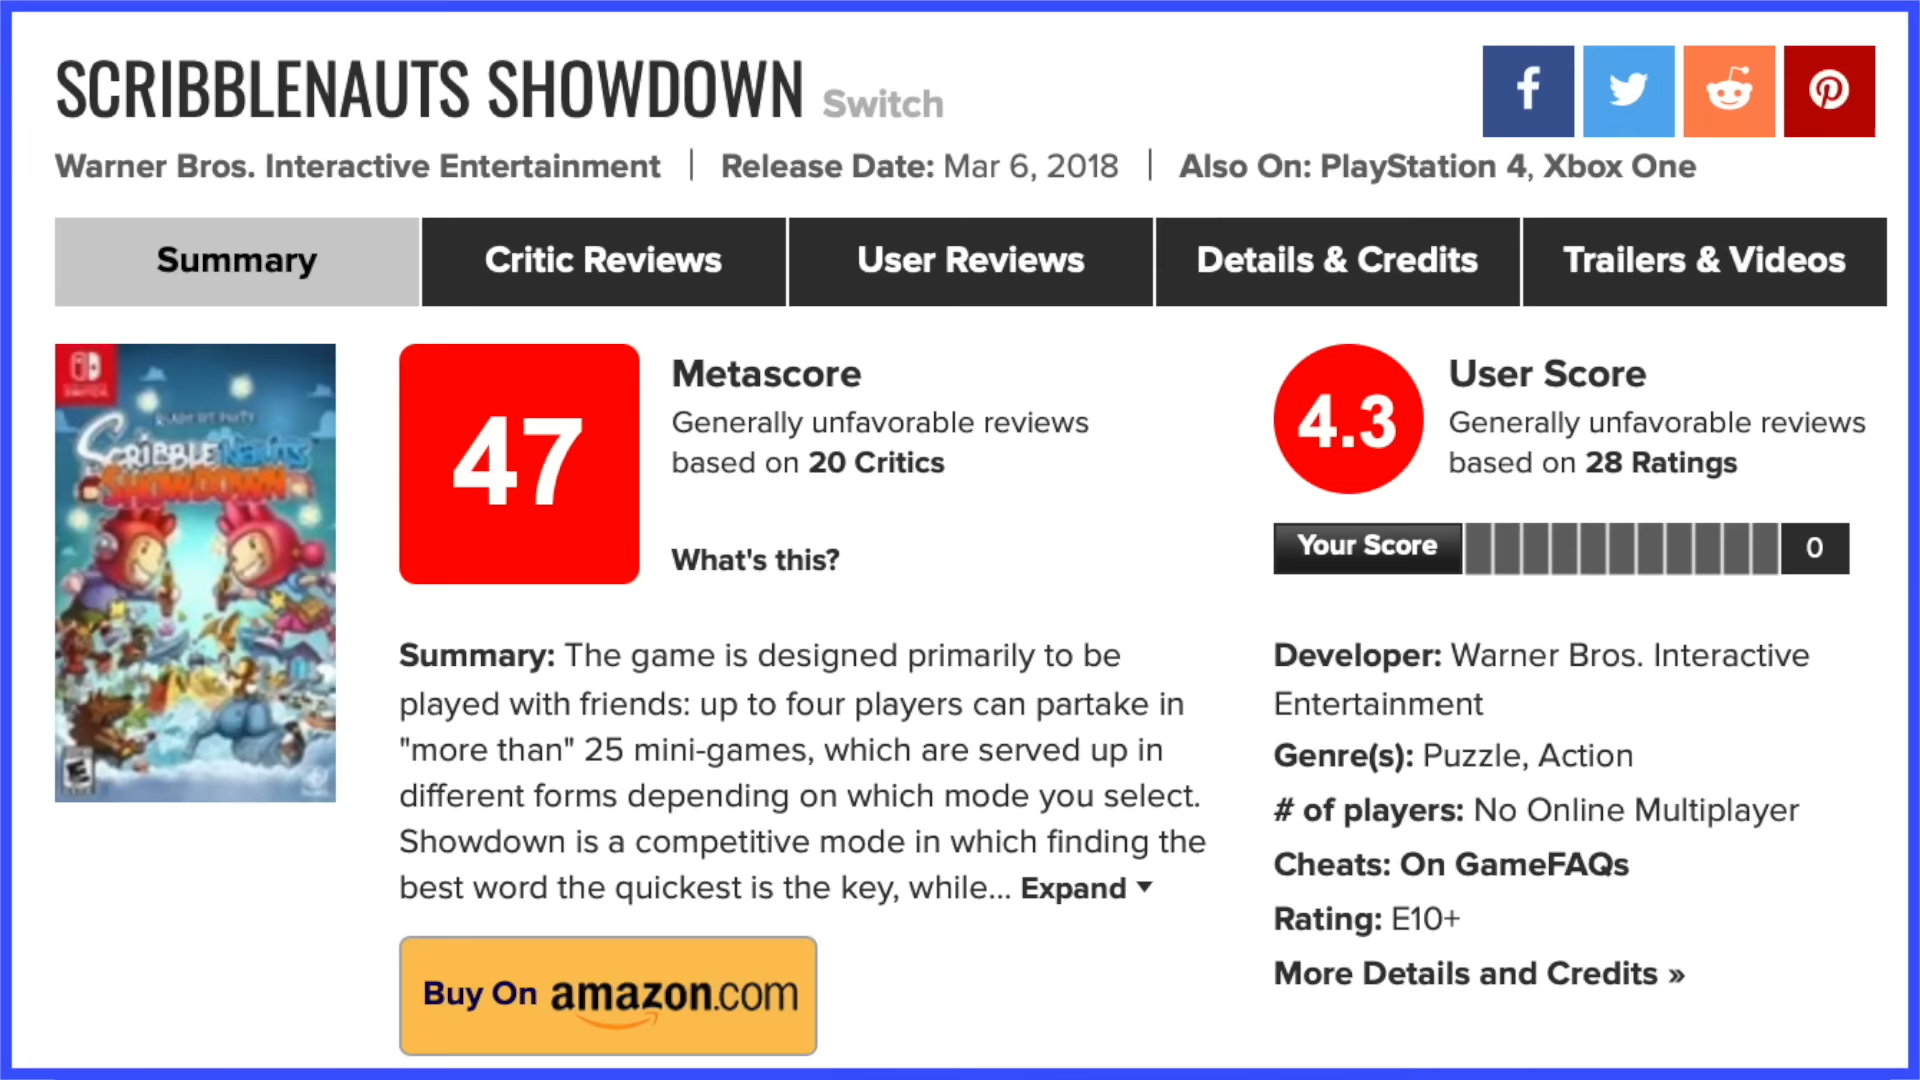 SCRIBBLENAUTS SHOWDOWN Switch
Warner Bros. Interactive Entertainment | Release Date: Mar 6, 2018 | Also On: PlayStation 4, Xbox One
Summary Critic Reviews User Reviews Details & Credits Trailers & Videos
SCRIBBLENAUTS
SHOWDOWN
E
47
Metascore
Generally unfavorable reviews
based on 20 Critics
What's this?
4.3
User Score
Generally unfavorable reviews
based on 28 Ratings
Your Score 0
Summary: The game is designed primarily to be
played with friends: up to four players can partake in
"more than" 25 mini-games, which are served up in
different forms depending on which mode you select.
Showdown is a competitive mode in which finding the
best word the quickest is the key, while... Expand
Buy On amazon.com
Developer: Warner Bros. Interactive
Entertainment
Genre(s): Puzzle, Action
# of players: No Online Multiplayer
Cheats: On GameFAQs
Rating: E10+
More Details and Credits »